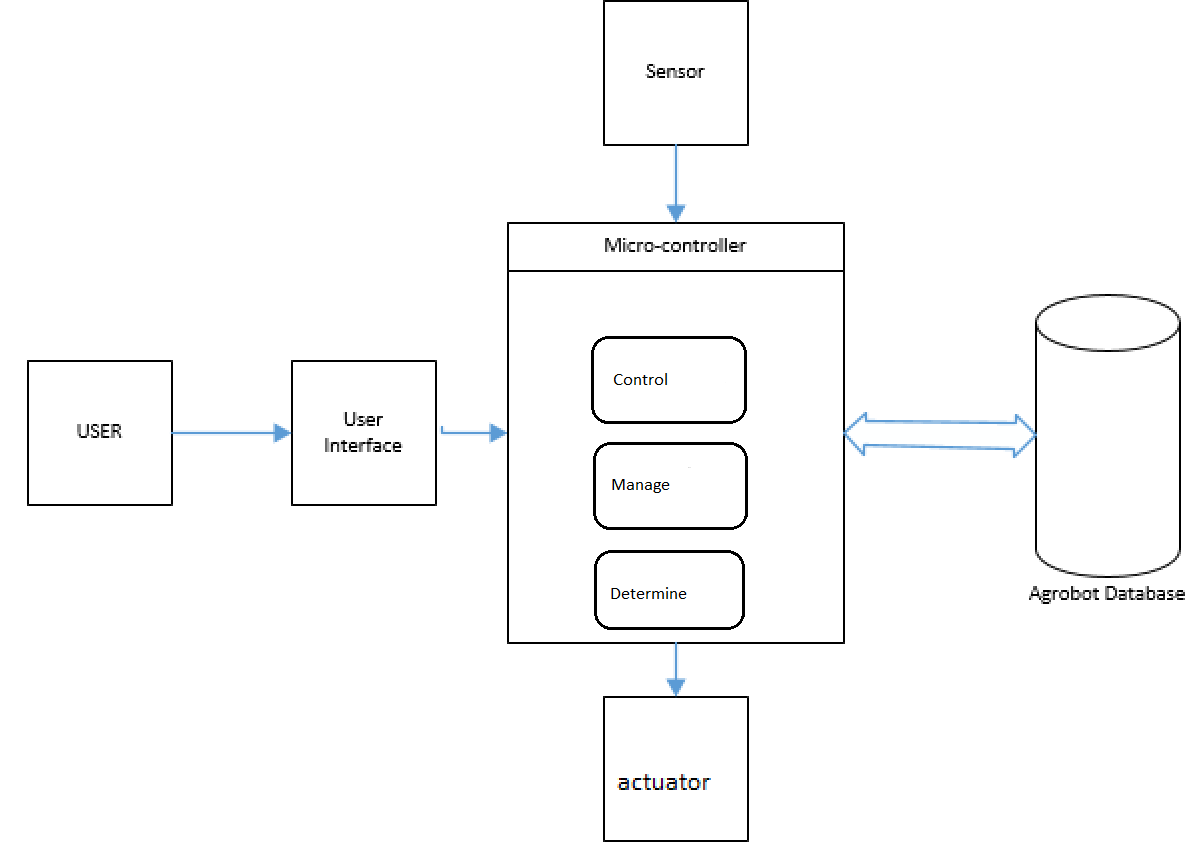 Sensor
Micro-controller
Control
USER
User
Interface
Manage
Determine
Agrobot Database
actuator